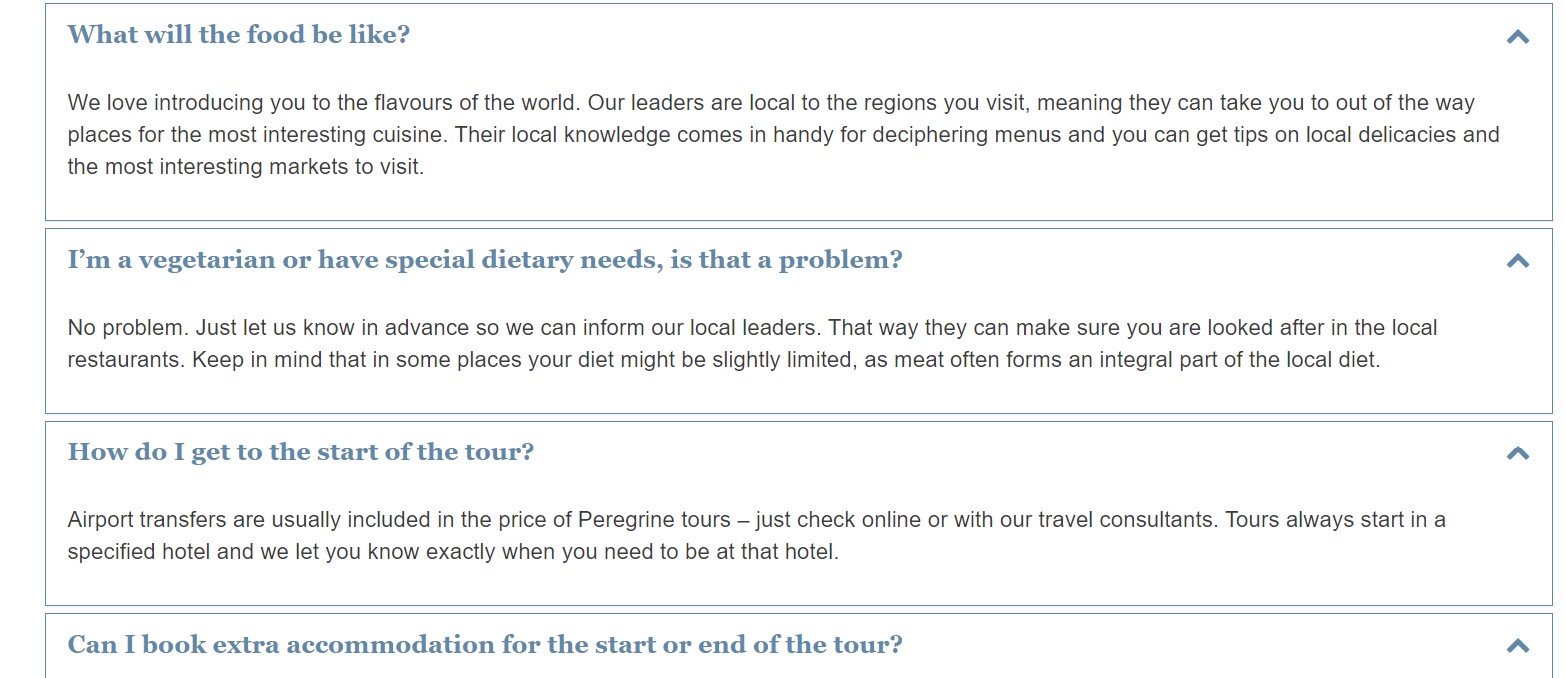 What will the food be like?
We love introducing you to the flavours of the world. Our leaders are local to the regions you visit, meaning they can take you to out of the way
places for the most interesting cuisine. Their local knowledge comes in handy for deciphering menus and you can get tips on local delicacies and
the most interesting markets to visit.
I’m a vegetarian or have special dietary needs, is that a problem?
No problem. Just let us know in advance so we can inform our local leaders. That way they can make sure you are looked after in the local
restaurants. Keep in mind that in some places your diet might be slightly limited, as meat often forms an integral part of the local diet.
How do I get to the start of the tour?
Airport transfers are usually included in the price of Peregrine tours – just check online or with our travel consultants. Tours always start in a
specified hotel and we let you know exactly when you need to be at that hotel.
Can I book extra accommodation for the start or end of the tour?